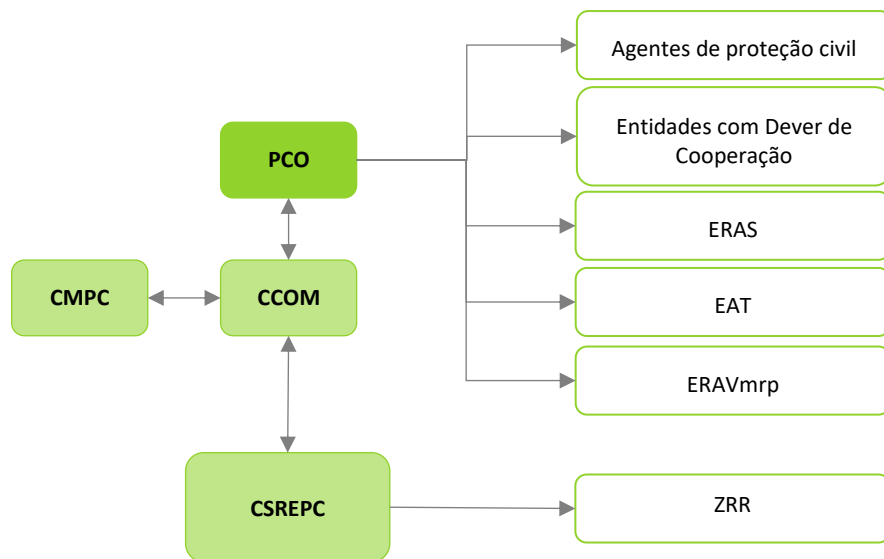 Agentes de proteção civil
Entidades com Dever de
Cooperação
PCO
ERAS
CMPC
CCOM
EAT
ERAVmrp
CSREPC
ZRR